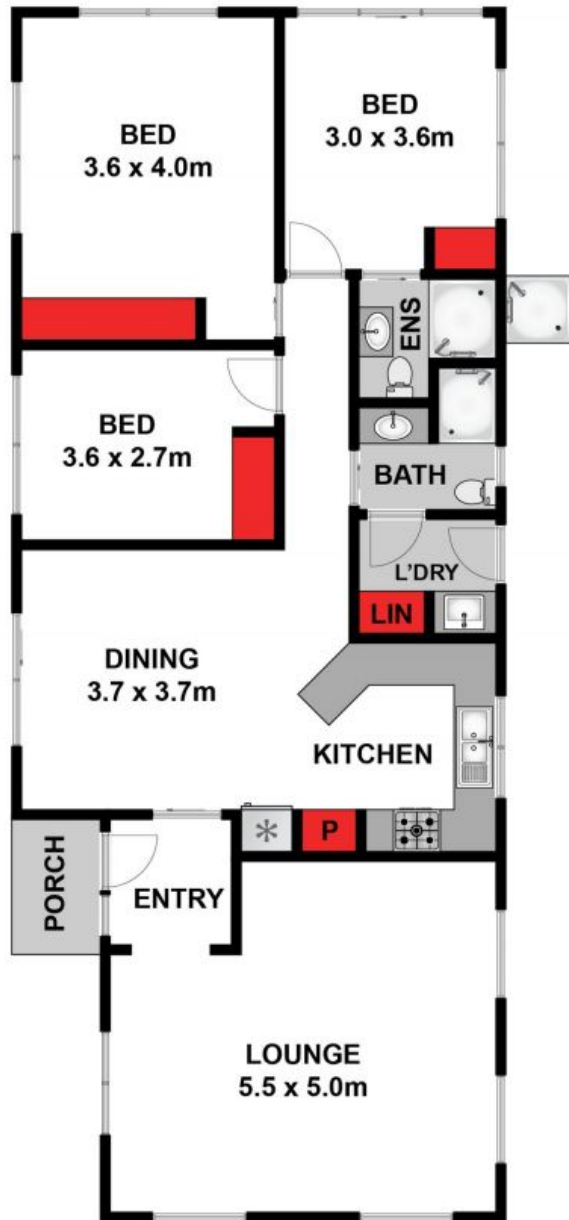 BED
3.6 x 4.0m
BED
3.0 x 3.6m
ENS
BED
3.6 x 2.7m
BATH
L'DRY
LIN
DINING
3.7 x 3.7m
KITCHEN
P
PORCH
ENTRY
LOUNGE
5.5 x 5.0m